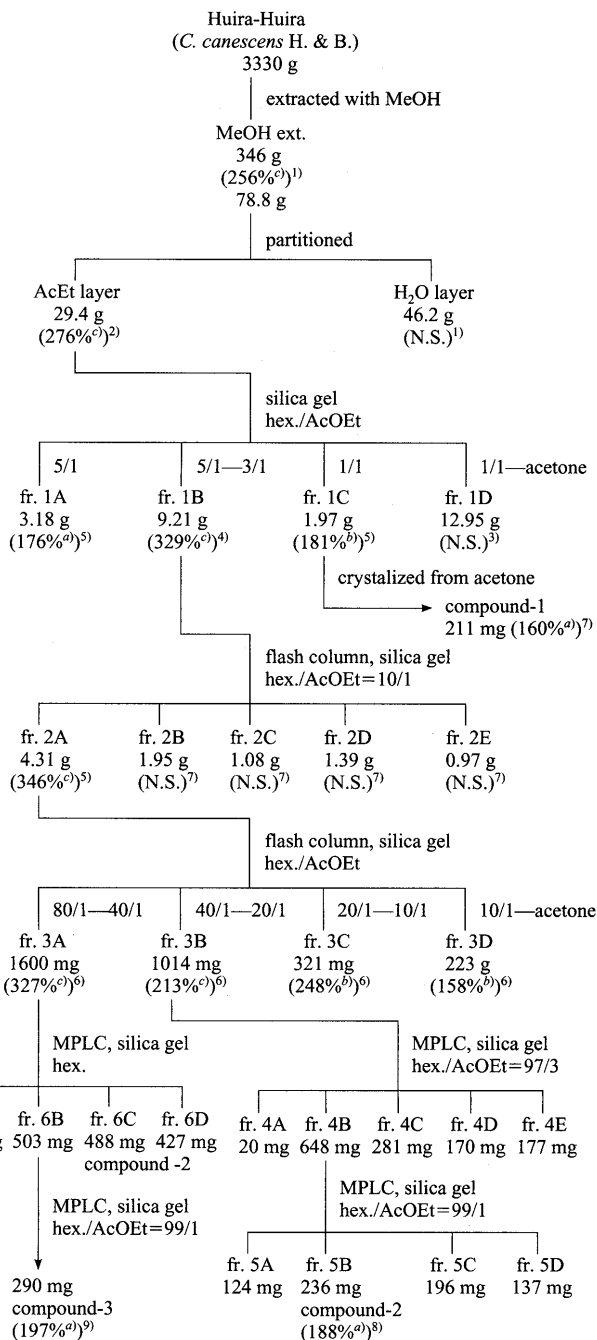 Huira-Huira
(C. canescens H. & B.)
3330 g
extracted with MeOH
MeOH ext.
346 g
(256%c))1)
78.8 g
partitioned
AcEt layer
29.4 g
(276%c))2)
H2O layer
46.2 g
(N.S.)1)
silica gel
hex./AcOEt
5/1
5/1—3/1
1/1
1/1—acetone
fr. 1A
3.18 g
(176%a))5)
fr. 1B
9.21 g
(329%c))4)
fr. 1C
1.97 g
(181%b))5)
fr. 1D
12.95 g
(N.S.)3)
crystalized from acetone
compound-1
211 mg (160%a))7)
flash column, silica gel
hex./AcOEt=10/1
fr. 2A
4.31 g
(346%c))5)
fr. 2B
1.95 g
(N.S.)7)
fr. 2C
1.08 g
(N.S.)7)
fr. 2D
1.39 g
(N.S.)7)
fr. 2E
0.97 g
(N.S.)7)
flash column, silica gel
hex./AcOEt
80/1—40/1
40/1—20/1
20/1—10/1
10/1—acetone
fr. 3A
1600 mg
(327%c))6)
fr. 3B
1014 mg
(213%c))6)
fr. 3C
321 mg
(248%b))6)
fr. 3D
223 g
(158%b))6)
MPLC, silica gel
hex.
MPLC, silica gel
hex./AcOEt=97/3
fr. 6B
503 mg
fr. 6C
488 mg
fr. 6D
427 mg
compound -2
fr. 4A
20 mg
fr. 4B
648 mg
fr. 4C
281 mg
fr. 4D
170 mg
fr. 4E
177 mg
MPLC, silica gel
hex./AcOEt=99/1
MPLC, silica gel
hex./AcOEt=99/1
290 mg
compound-3
(197%a))9)
fr. 5A
124 mg
fr. 5B
236 mg
compound-2
(188%a))8)
fr. 5C
196 mg
fr. 5D
137 mg